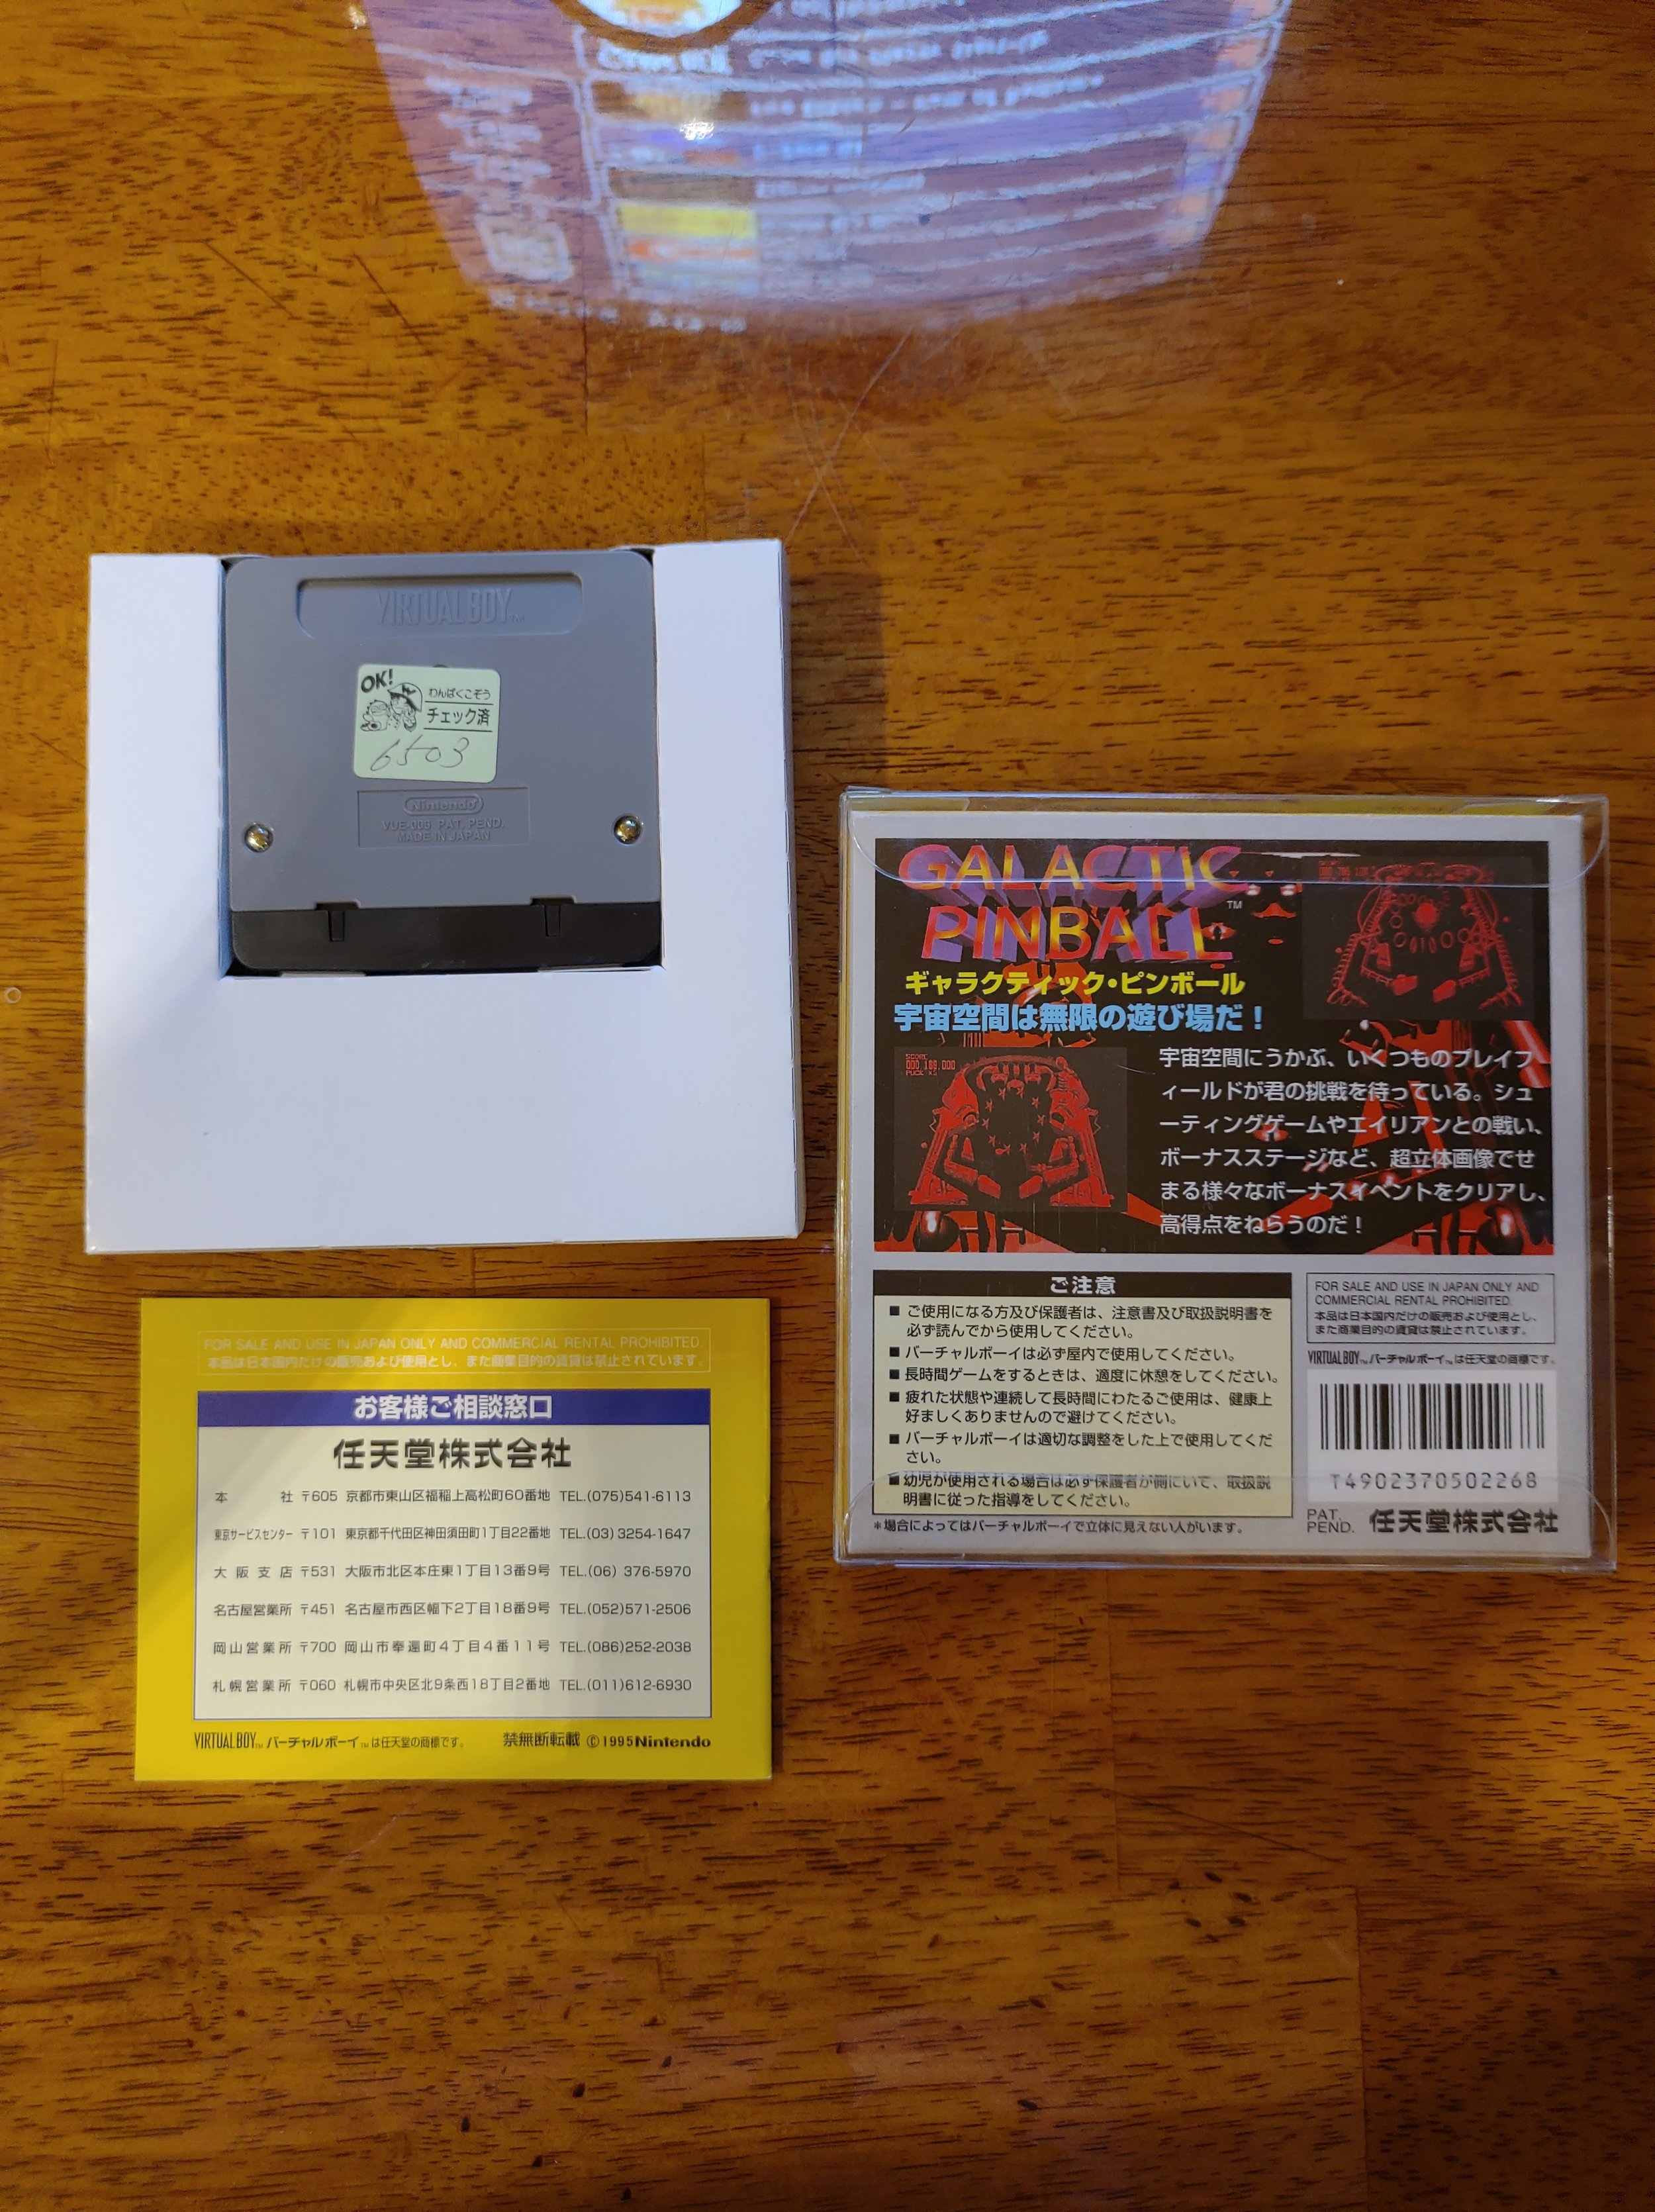 VIRTUAL BOY™
OK!
わんぱくこぞう
チェック済
6503
Nintendo
VUE-006 PAT. PEND.
MADE IN JAPAN
FOR SALE AND USE IN JAPAN ONLY AND COMMERCIAL RENTAL PROHIBITED.
本品は日本国内だけの販売および使用とし、また商業目的の賃貸は禁止されています。
お客様ご相談窓口
任天堂株式会社
本社 〒605 京都市東山区福稲上高松町60番地 TEL.(075)541-6113
東京サービスセンター 〒101 東京都千代田区神田須田町1丁目22番地 TEL.(03)3254-1647
大阪支店 〒531 大阪市北区本庄東1丁目13番9号 TEL.(06) 376-5970
名古屋営業所 〒451 名古屋市西区幅下2丁目18番9号 TEL.(052)571-2506
岡山営業所 〒700 岡山市奉還町4丁目4番11号 TEL.(086)252-2038
札幌営業所 〒060 札幌市中央区北9条西18丁目2番地 TEL.(011)612-6930
VIRTUAL BOY™ バーチャルボーイ™は任天堂の商標です。 禁無断転載 ©1995 Nintendo
GALACTIC
PINBALL™
ギャラクティック・ピンボール
宇宙空間は無限の遊び場だ!
宇宙空間にうかぶ、いくつものプレイフ
ィールドが君の挑戦を待っている。シュ
ーティングゲームやエイリアンとの戦い、
ボーナスステージなど、超立体画像でせ
まる様々なボーナスイベントをクリアし、
高得点をねらうのだ!
ご注意
■ ご使用になる方及び保護者は、注意書及び取扱説明書を
必ず読んでから使用してください。
■ バーチャルボーイは必ず屋内で使用してください。
■ 長時間ゲームをするときは、適度に休憩をしてください。
■ 疲れた状態や連続して長時間にわたるご使用は、健康上
好ましくありませんので避けてください。
■ バーチャルボーイは適切な調整をした上で使用してくだ
さい。
■ 幼児が使用される場合は必ず保護者が側にいて、取扱説
明書に従った指導をしてください。
*場合によってはバーチャルボーイで立体に見えない人がいます。
FOR SALE AND USE IN JAPAN ONLY AND
COMMERCIAL RENTAL PROHIBITED.
本品は日本国内だけの販売および使用とし、
また商業目的の賃貸は禁止されています。
VIRTUAL BOY™ バーチャルボーイ™は任天堂の商標です。
T4902370502268
PAT.
PEND. 任天堂株式会社